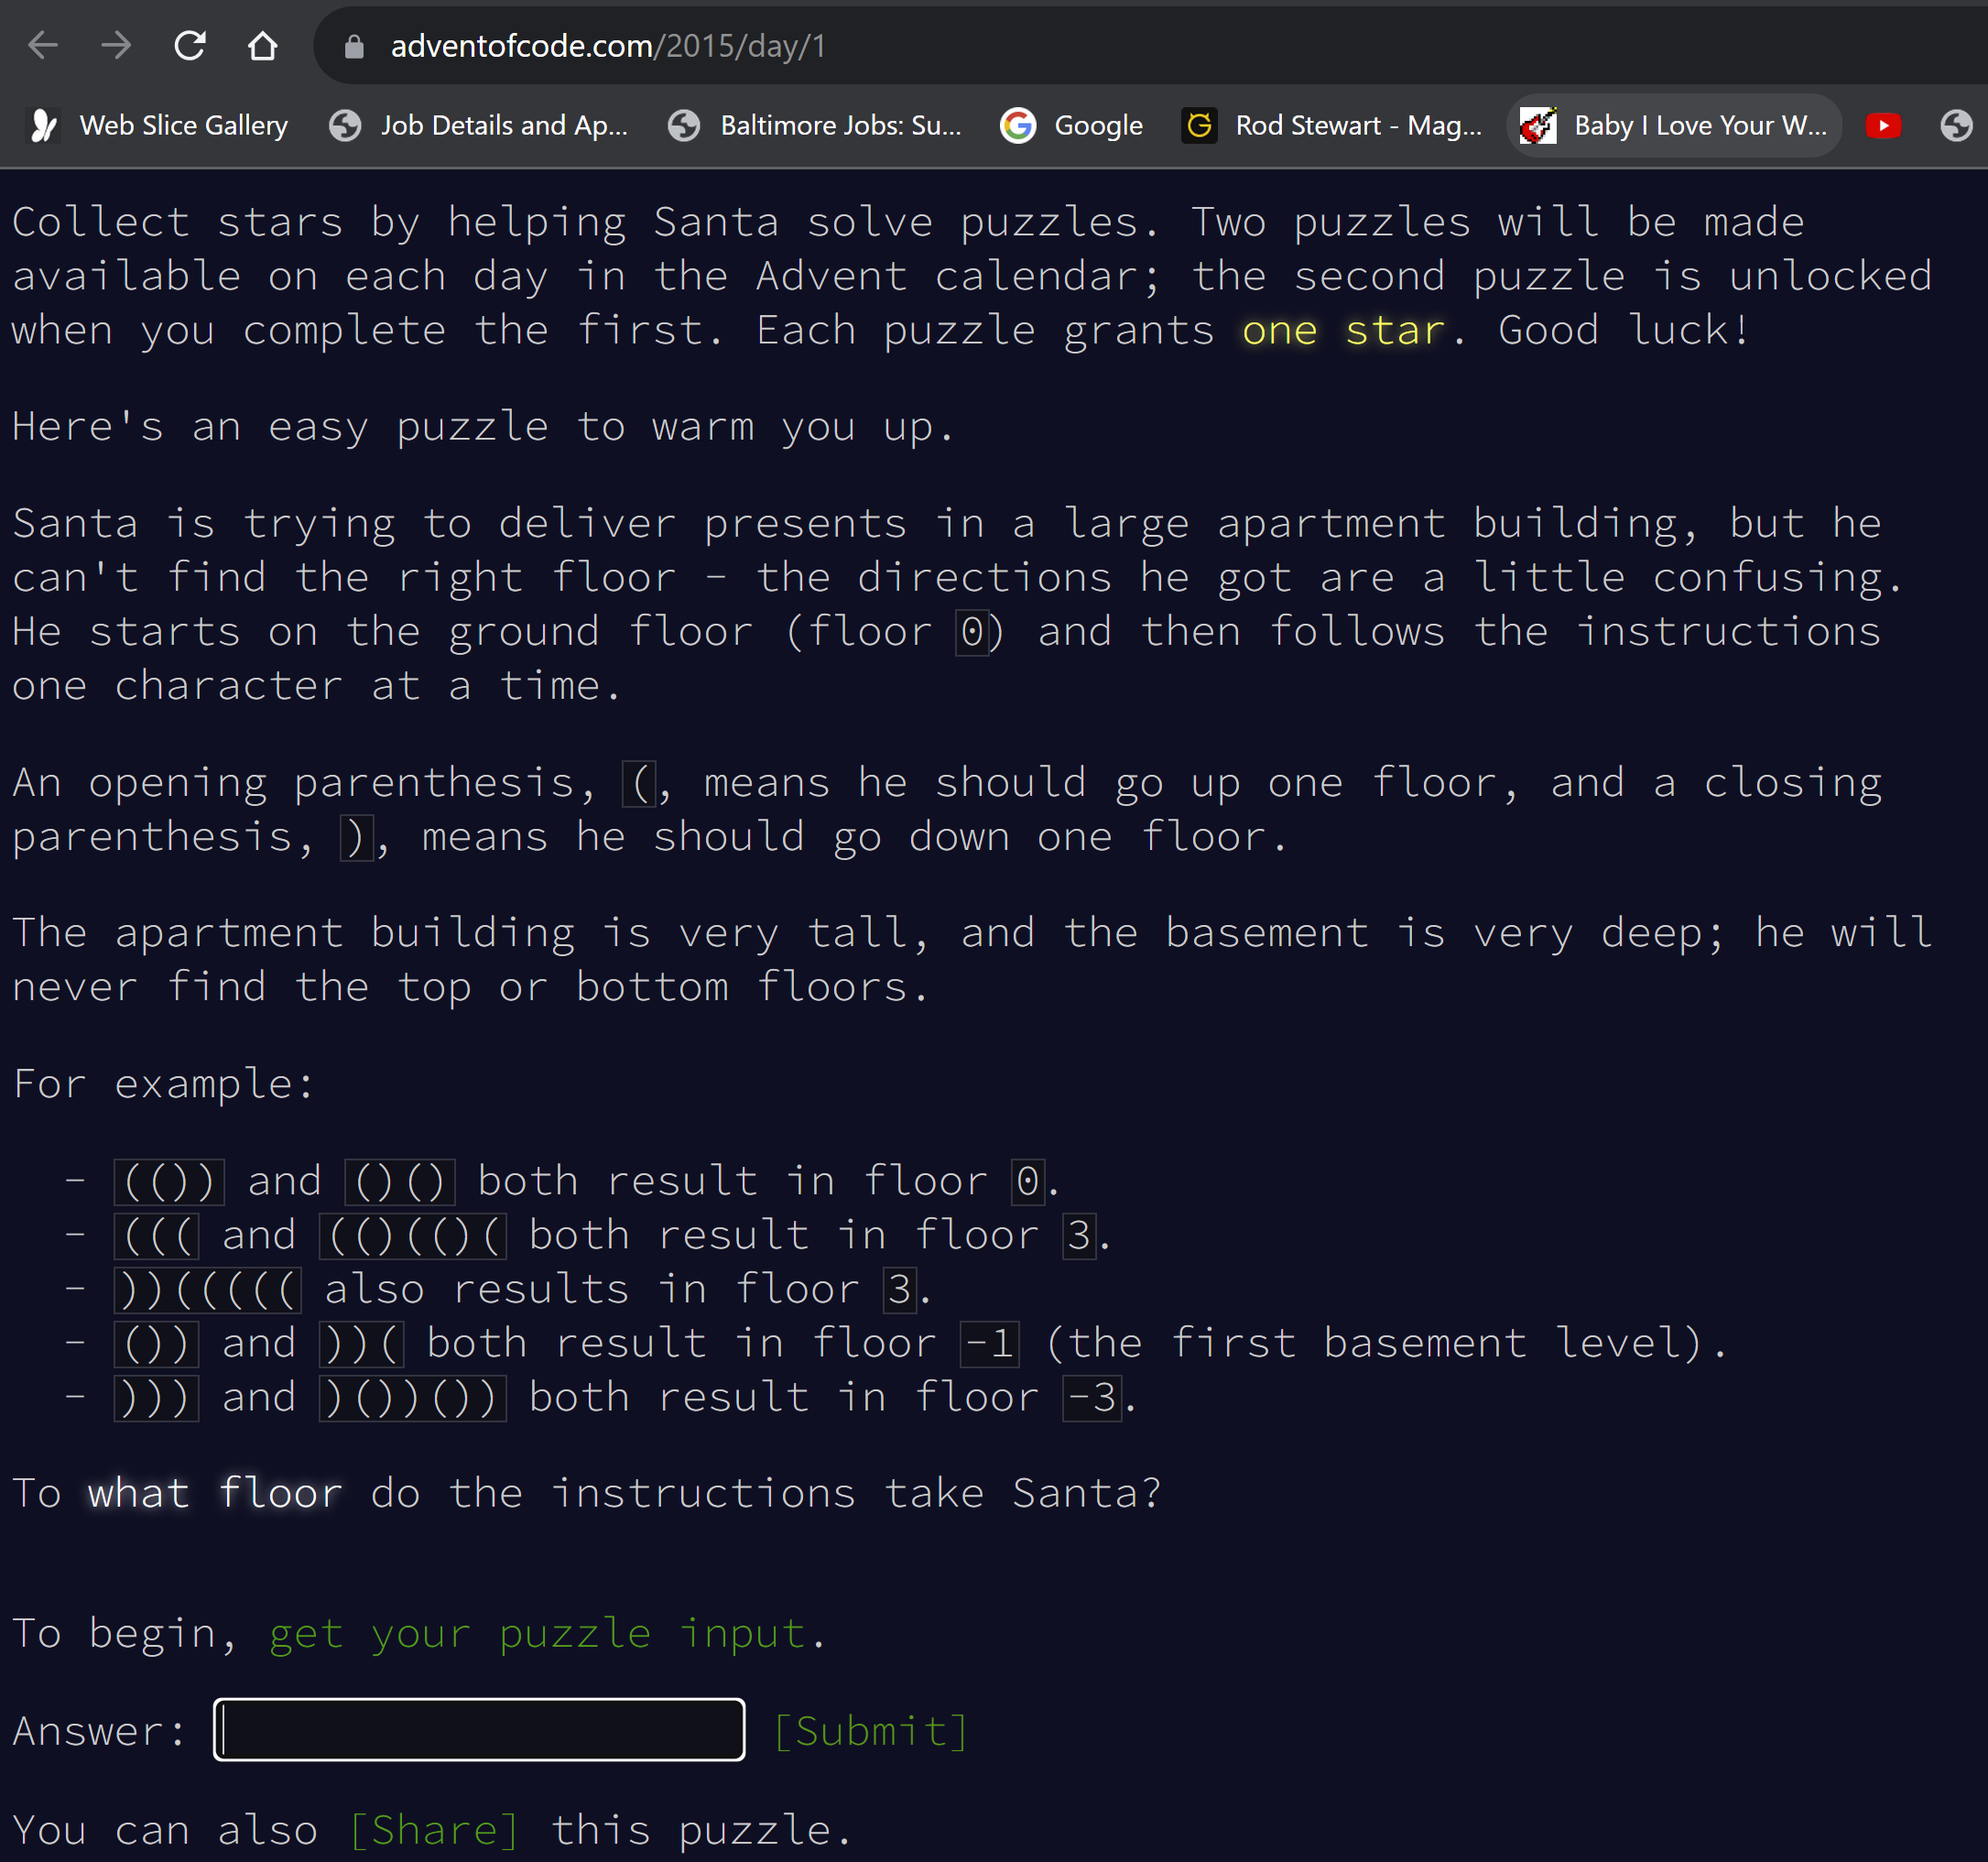 adventofcode.com/2015/day/1
Web Slice Gallery Job Details and Ap... Baltimore Jobs: Su... Google Rod Stewart - Mag... Baby I Love Your W...
Collect stars by helping Santa solve puzzles. Two puzzles will be made
available on each day in the Advent calendar; the second puzzle is unlocked
when you complete the first. Each puzzle grants one star. Good luck!
Here's an easy puzzle to warm you up.
Santa is trying to deliver presents in a large apartment building, but he
can't find the right floor - the directions he got are a little confusing.
He starts on the ground floor (floor 0) and then follows the instructions
one character at a time.
An opening parenthesis, (, means he should go up one floor, and a closing
parenthesis, ), means he should go down one floor.
The apartment building is very tall, and the basement is very deep; he will
never find the top or bottom floors.
For example:
- (()) and ()() both result in floor 0.
- ((( and (()(()( both result in floor 3.
- ))((((( also results in floor 3.
- ()) and ))( both result in floor -1 (the first basement level).
- ))) and )())()) both result in floor -3.
To what floor do the instructions take Santa?
To begin, get your puzzle input.
Answer: [Submit]
You can also [Share] this puzzle.